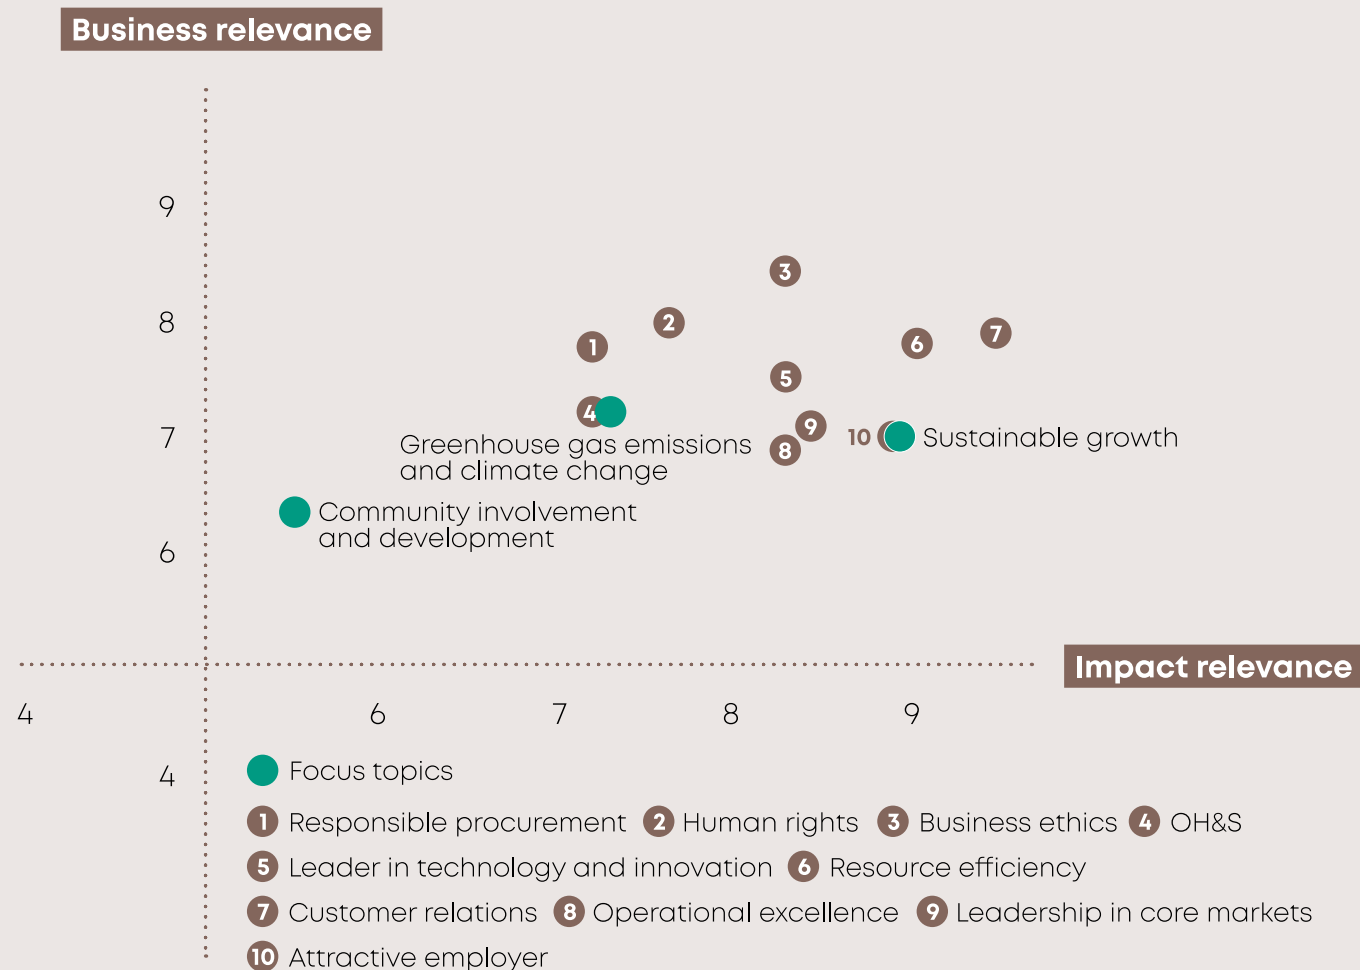 Business relevance
9
3
8
2
7
6
1
5
4
9
7
10
Sustainable growth
8
Greenhouse gas emissions
and climate change
Community involvement
and development
6
Impact relevance
4
6
7
8
9
4
Focus topics
1 Responsible procurement 2 Human rights 3 Business ethics 4 OH&S
5 Leader in technology and innovation 6 Resource efficiency
7 Customer relations 8 Operational excellence 9 Leadership in core markets
10 Attractive employer